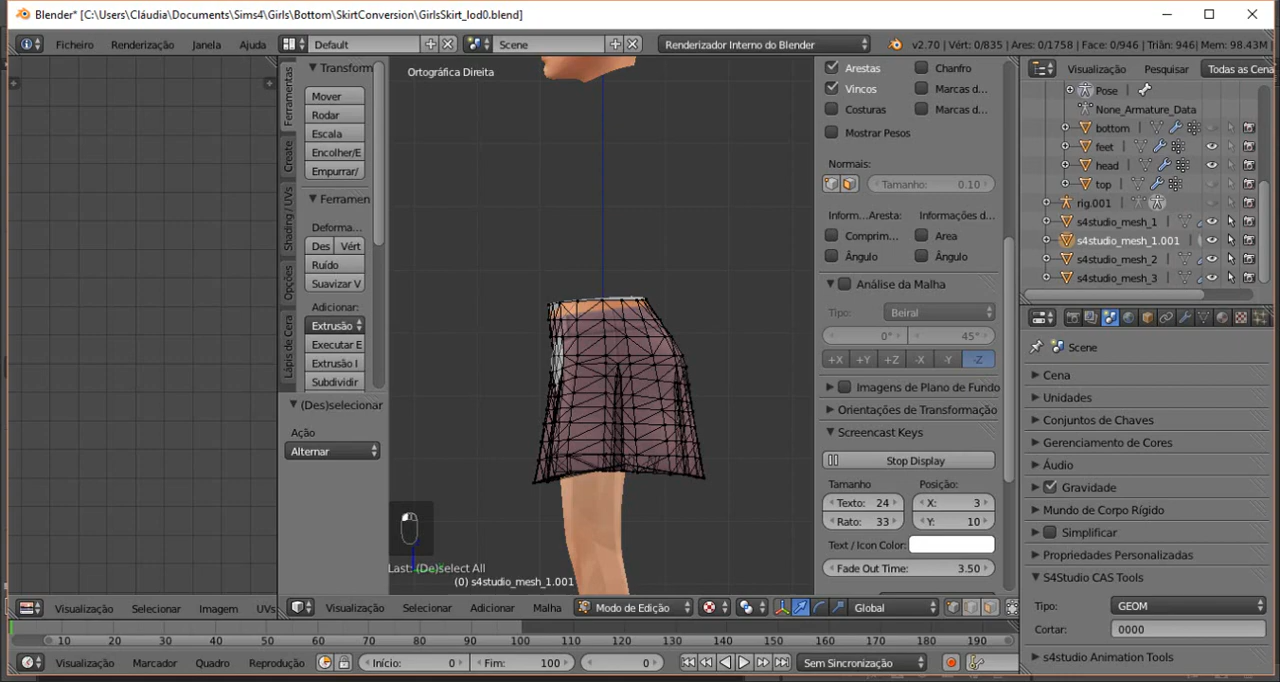 Blender* [C:\Users\Cláudia\Documents\Sims4\Girls\Bottom\SkirtConversion\GirlsSkirt_lod0.blend]
Ficheiro Renderização Janela Ajuda Default Scene Renderizador Interno do Blender v2.70 | Vért: 0/835 | Ares: 0/1758 | Face: 0/946 | Triân: 946 | Mem: 98.43M
Ferramentas
Create
Shading / UVs
Opções
Lápis de Cera
Transform
Mover
Rodar
Escala
Encolher/E
Empurrar/
Ferramen
Deforma...
Des Vért
Ruído
Suavizar V
Adicionar:
Extrusão
Executar E
Extrusão I
Subdividir
(Des)selecionar
Ação
Alternar
Ortográfica Direita
Last: (De)select All
(0) s4studio_mesh_1.001
Arestas Chanfro
Vincos Marcas d...
Costuras Marcas d...
Mostrar Pesos
Normais:
Tamanho: 0.10
Inform...Aresta: Informações d...
Comprim... Area
Ângulo Ângulo
Análise da Malha
Tipo: Beiral
0° 45°
+X +Y +Z -X -Y -Z
Imagens de Plano de Fundo
Orientações de Transformação
Screencast Keys
Stop Display
Tamanho Posição:
Texto: 24 X: 3
Rato: 33 Y: 10
Text / Icon Color:
Fade Out Time: 3.50
Visualização Pesquisar Todas as Cena
Pose
None_Armature_Data
bottom
feet
head
top
rig.001
s4studio_mesh_1
s4studio_mesh_1.001
s4studio_mesh_2
s4studio_mesh_3
Scene
Cena
Unidades
Conjuntos de Chaves
Gerenciamento de Cores
Áudio
Gravidade
Mundo de Corpo Rígido
Simplificar
Propriedades Personalizadas
S4Studio CAS Tools
Tipo: GEOM
Cortar: 0000
s4studio Animation Tools
Visualização Selecionar Imagem UVs
Visualização Selecionar Adicionar Malha Modo de Edição Global
10 20 30 40 50 60 70 80 90 100 110 120 130 140 150 160 170 180 190
Visualização Marcador Quadro Reprodução Início: 0 Fim: 100 0 Sem Sincronização